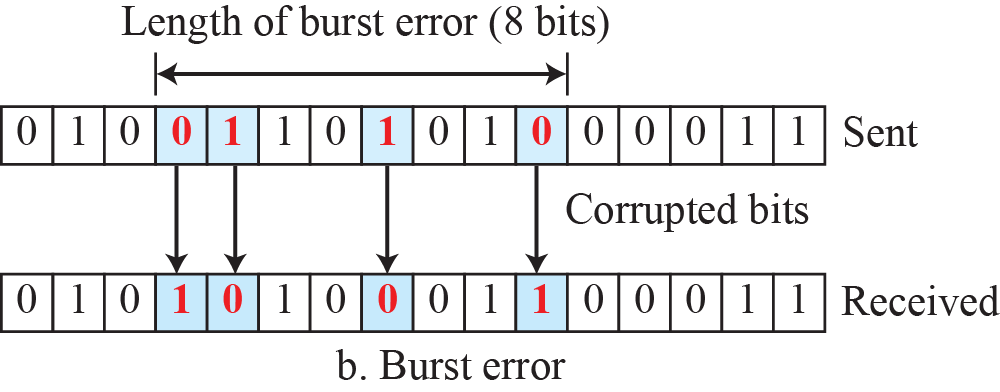 Length of burst error (8 bits)
0 1 0 0 1 1 0 1 0 1 0 0 0 0 1 1 Sent
Corrupted bits
0 1 0 1 0 1 0 0 0 1 1 0 0 0 1 1 Received
b. Burst error